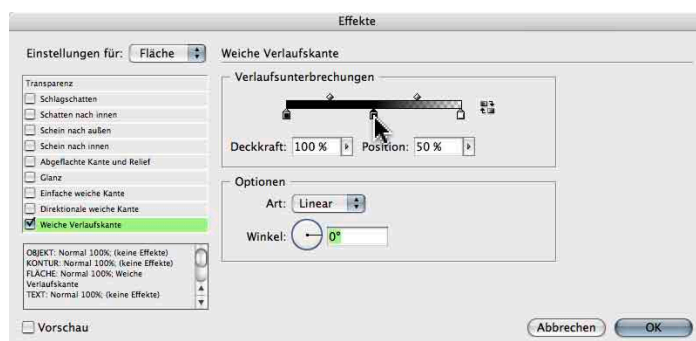 Effekte
Einstellungen für: Fläche
Transparenz
Schlagschatten
Schatten nach innen
Schein nach außen
Schein nach innen
Abgeflachte Kante und Relief
Glanz
Einfache weiche Kante
Direktionale weiche Kante
Weiche Verlaufskante
OBJEKT: Normal 100%; (keine Effekte)
KONTUR: Normal 100%; (keine Effekte)
FLÄCHE: Normal 100%; Weiche
Verlaufskante
TEXT: Normal 100%; (keine Effekte)
Vorschau
Weiche Verlaufskante
Verlaufsunterbrechungen
Deckkraft: 100 % Position: 50 %
Optionen
Art: Linear
Winkel: 0°
Abbrechen OK